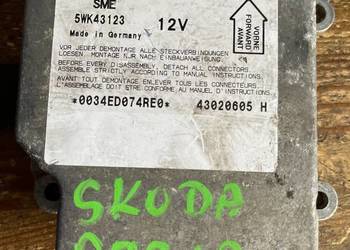 SME
5WK43123 12V
Made in Germany
FORWARD
AVANT
VORNE
VOR JEDER DEMONTAGE ALLE STECKVERBINDUNGEN
LOESEN. MONTAGE NUR NACH EINBAUANWEISUNG.
BEFORE EVERY DISASSEMBLY, DETACH ALL CONNECTORS.
ASSEMBLE STRICTLY ACCORDING TO MANUAL INSTRUCTIONS.
AVANT TOUT DEMONTAGE ENLEVER TOUS LES CONNECTEURS.
L'ASSEMBLAGE DOIT ÊTRE CONFORME AU MANUEL D'INSTRUCTIONS.
*0034ED074RE0* 43020605 H
SKODA